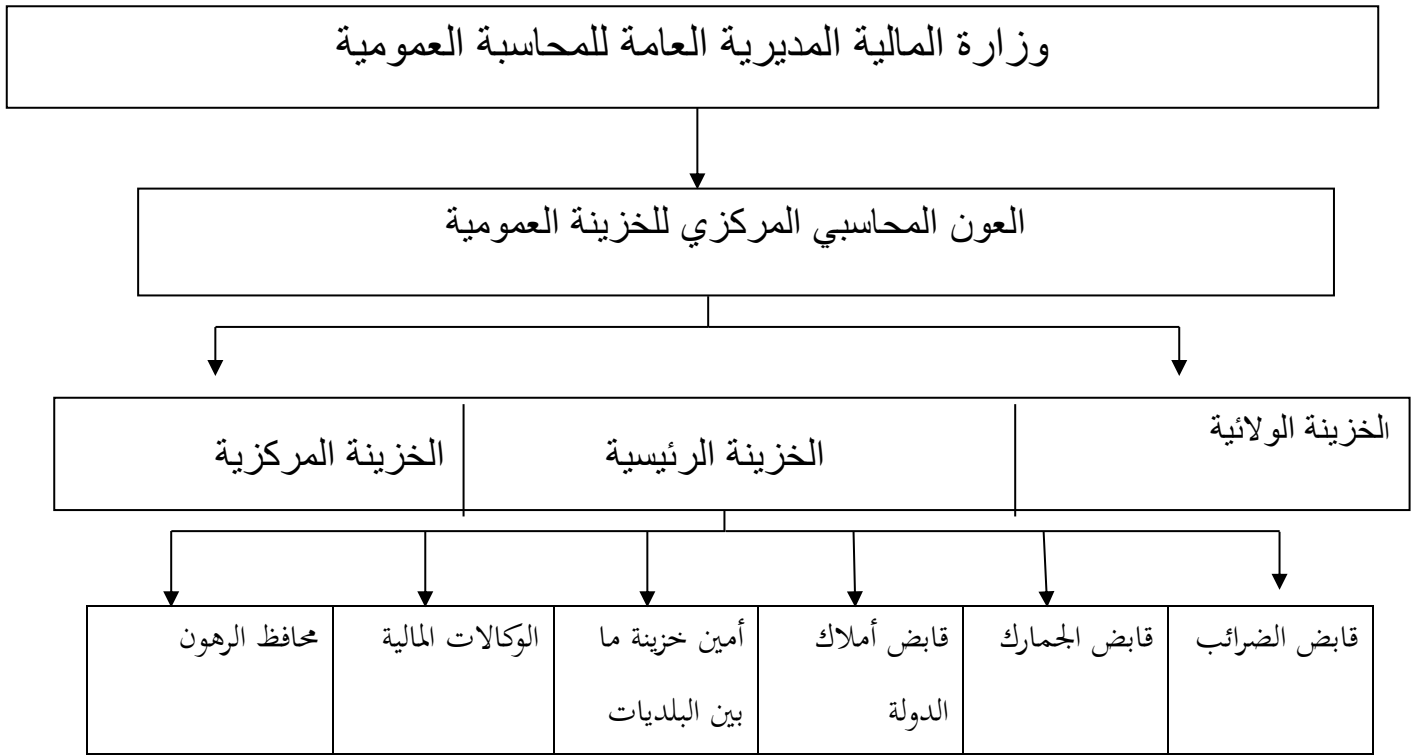 وزارة المالية المديرية العامة للمحاسبة العمومية
العون المحاسبي المركزي للخزينة العمومية
الخزينة الولائية
الخزينة الرئيسية
الخزينة المركزية
قابض الضرائب
قابض الجمارك
قابض أملاك
الدولة
أمين خزينة ما
بين البلديات
الوكالات المالية
محافظ الرهون